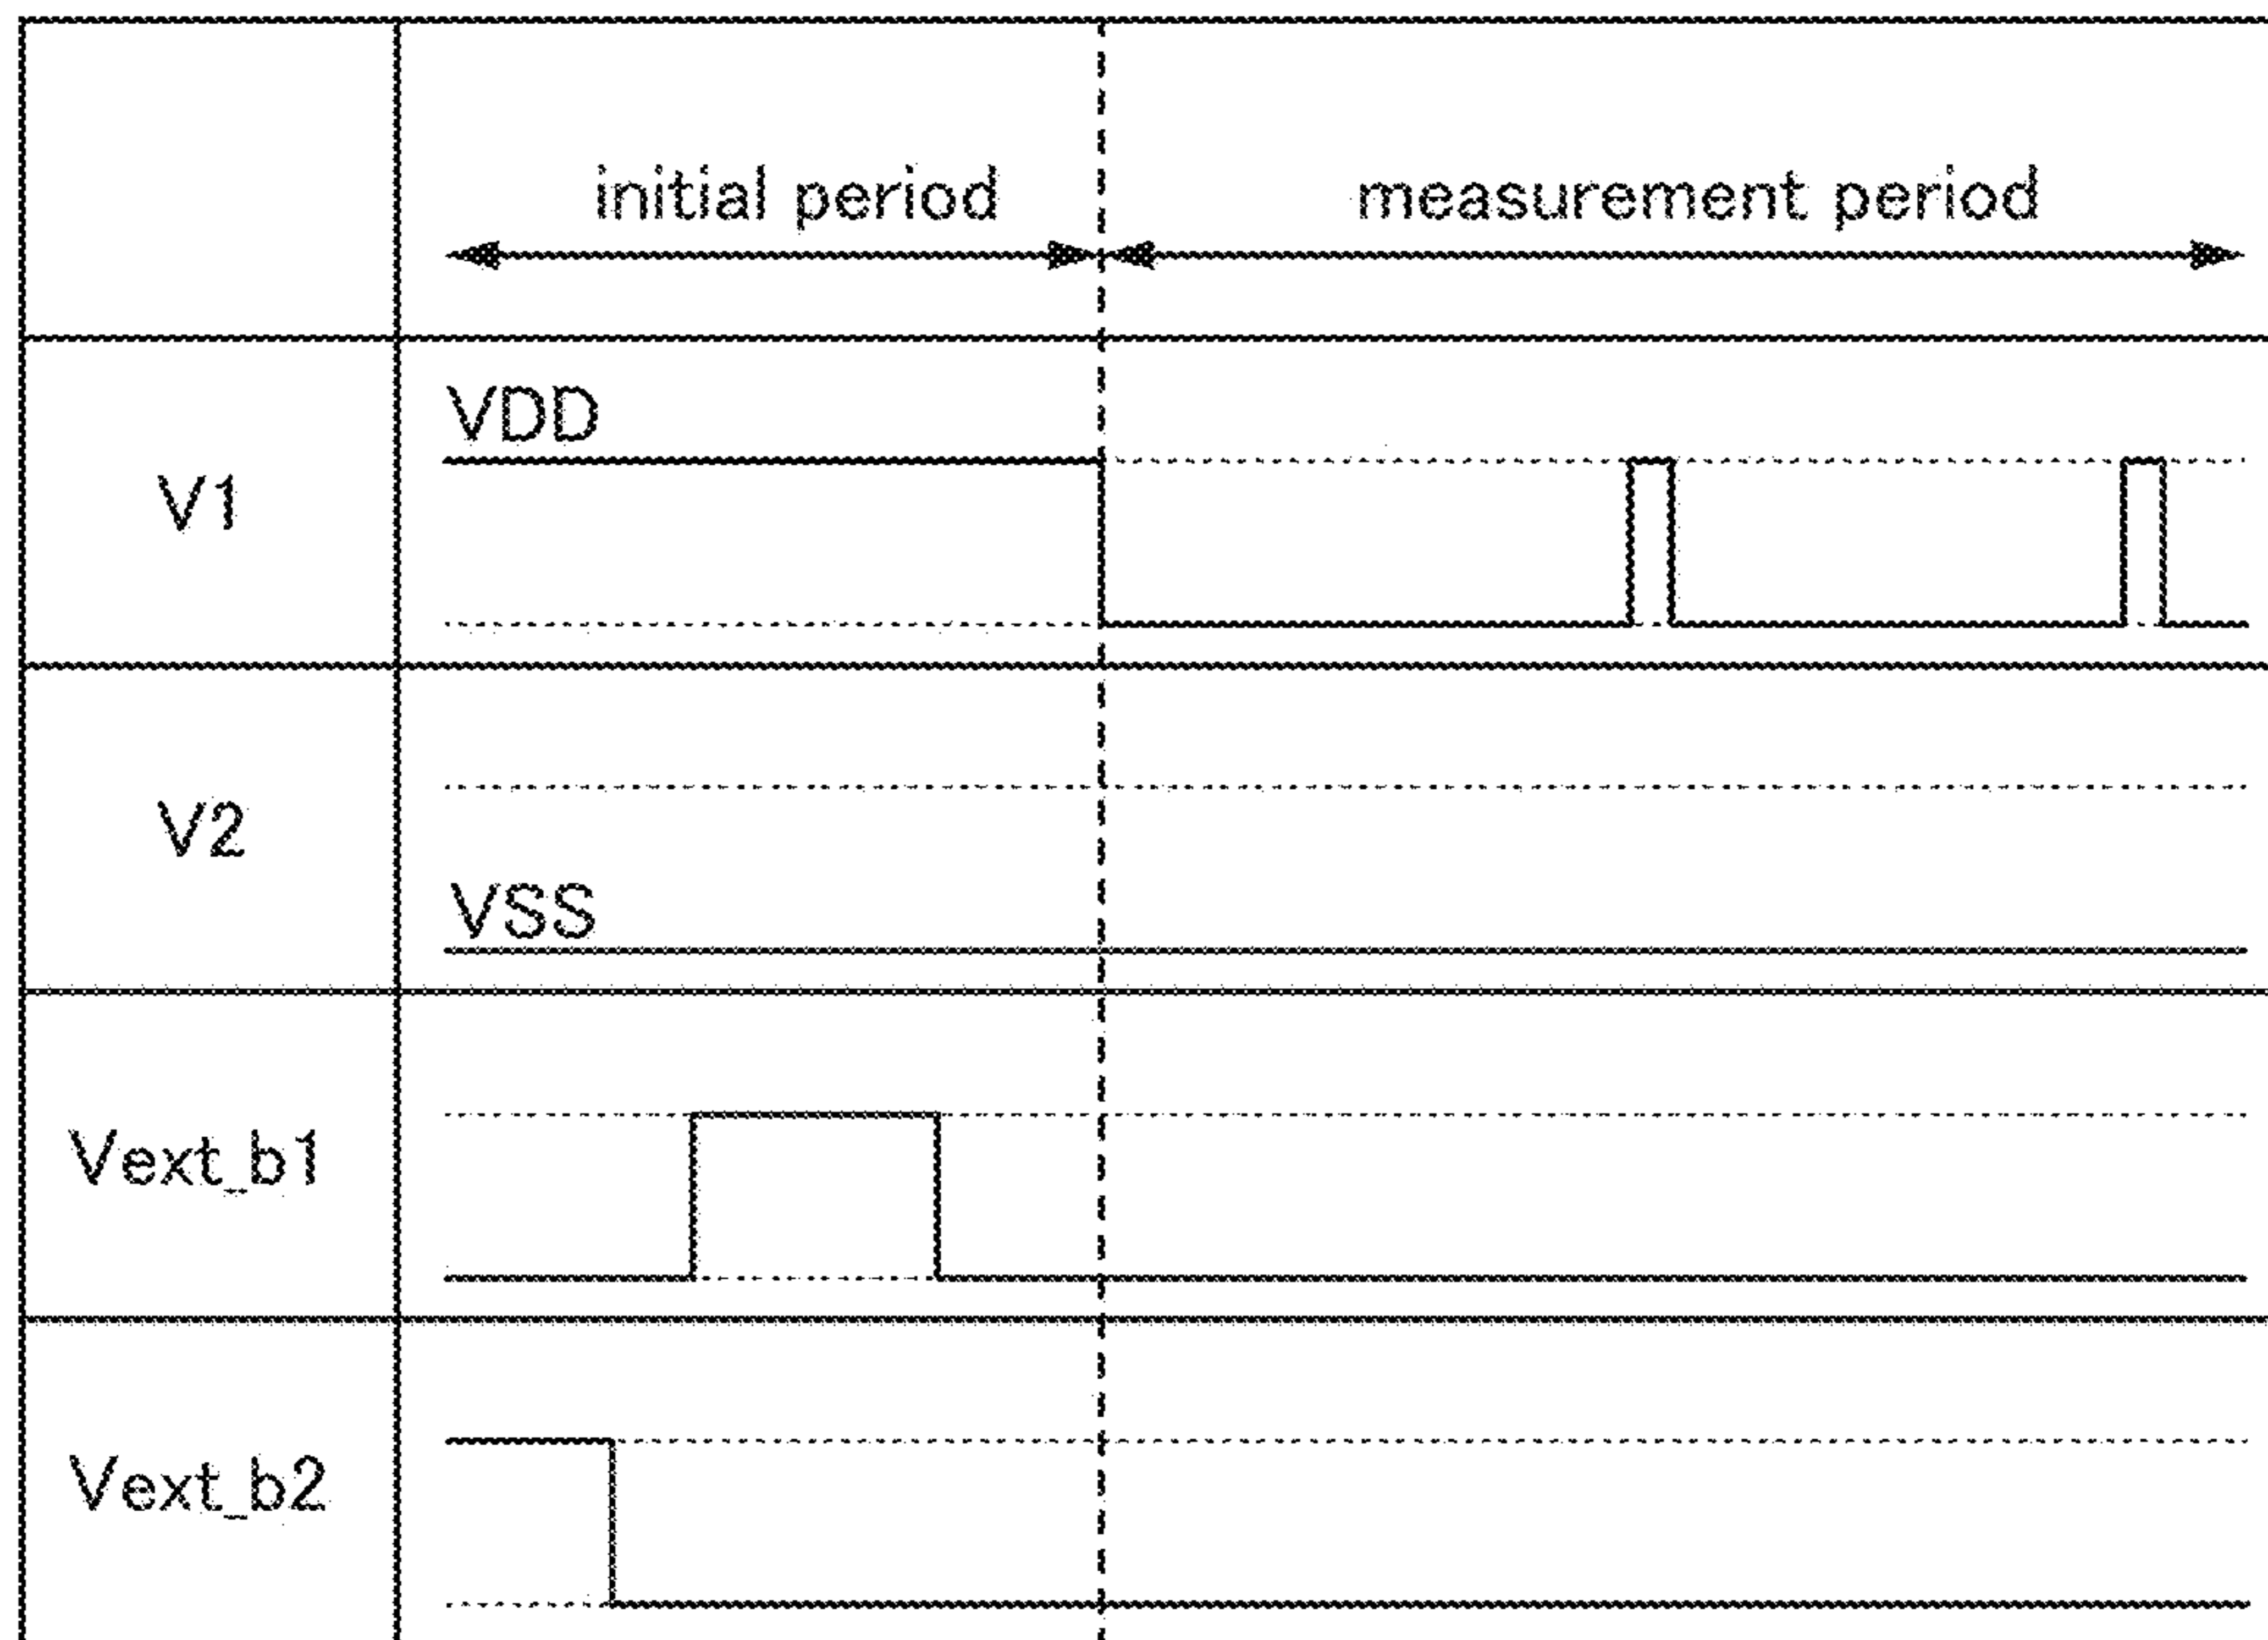 initial period measurement period
VDD
V1
V2
VSS
Vext_b1
Vext_b2